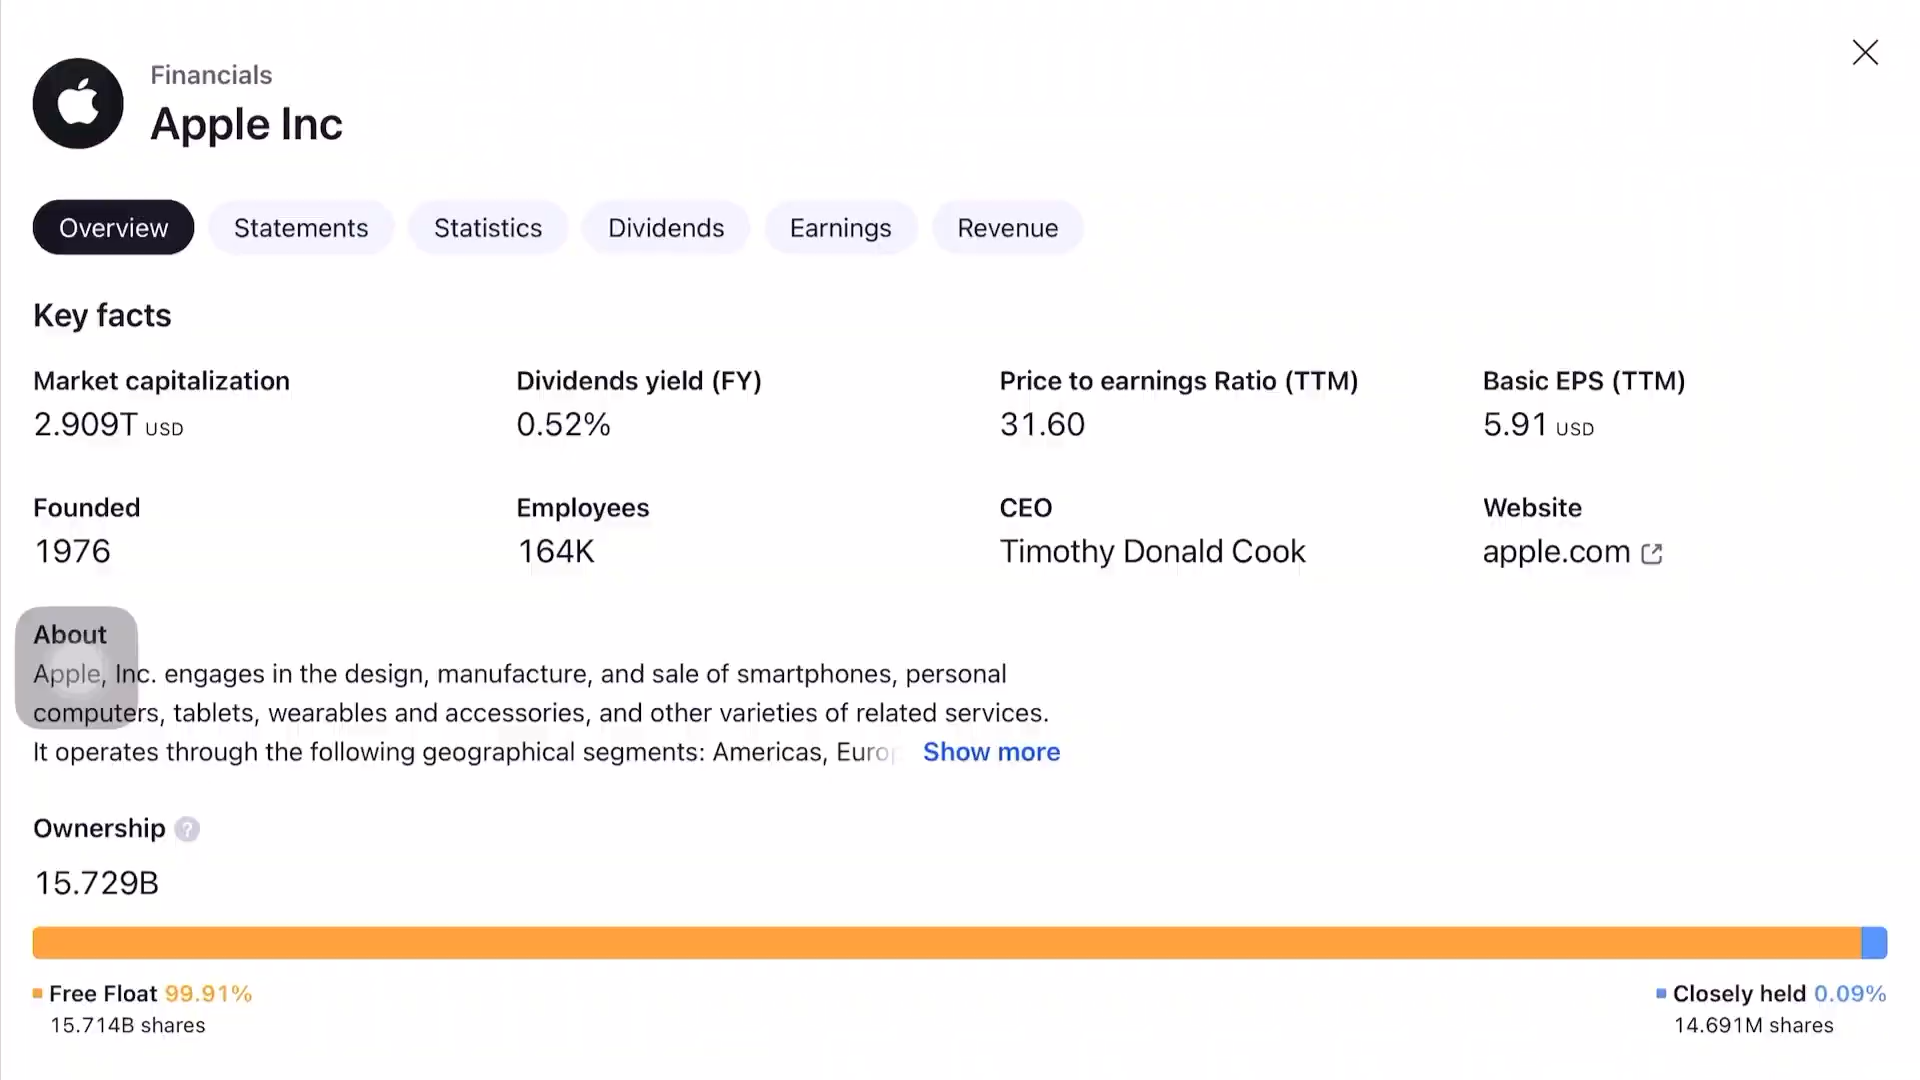 Financials
Apple Inc
Overview Statements Statistics Dividends Earnings Revenue
Key facts
Market capitalization Dividends yield (FY) Price to earnings Ratio (TTM) Basic EPS (TTM)
2.909T USD 0.52% 31.60 5.91 USD
Founded Employees CEO Website
1976 164K Timothy Donald Cook apple.com
About
Apple, Inc. engages in the design, manufacture, and sale of smartphones, personal
computers, tablets, wearables and accessories, and other varieties of related services.
It operates through the following geographical segments: Americas, Euro Show more
Ownership ?
15.729B
Free Float 99.91% Closely held 0.09%
15.714B shares 14.691M shares